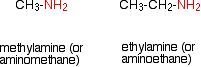 CH₃-NH₂
CH₃-CH₂-NH₂
methylamine (or
aminomethane)
ethylamine (or
aminoethane)